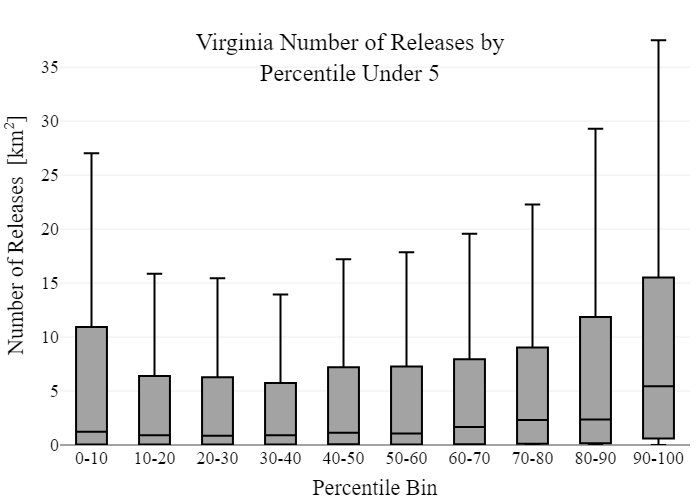 Virginia Number of Releases by
Percentile Under 5
Number of Releases [km²]
35
30
25
20
15
10
5
0
0-10 10-20 20-30 30-40 40-50 50-60 60-70 70-80 80-90 90-100
Percentile Bin